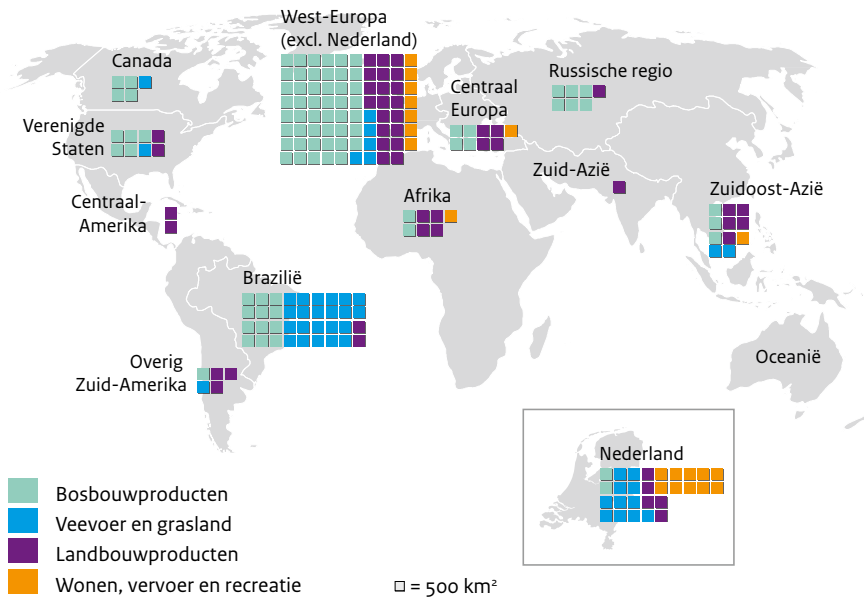 West-Europa
(excl. Nederland)
Canada
Centraal
Europa
Russische regio
Verenigde
Staten
Zuid-Azië
Zuidoost-Azië
Afrika
Centraal-
Amerika
Brazilië
Overig
Zuid-Amerika
Oceanië
Nederland
Bosbouwproducten
Veevoer en grasland
Landbouwproducten
Wonen, vervoer en recreatie
= 500 km²